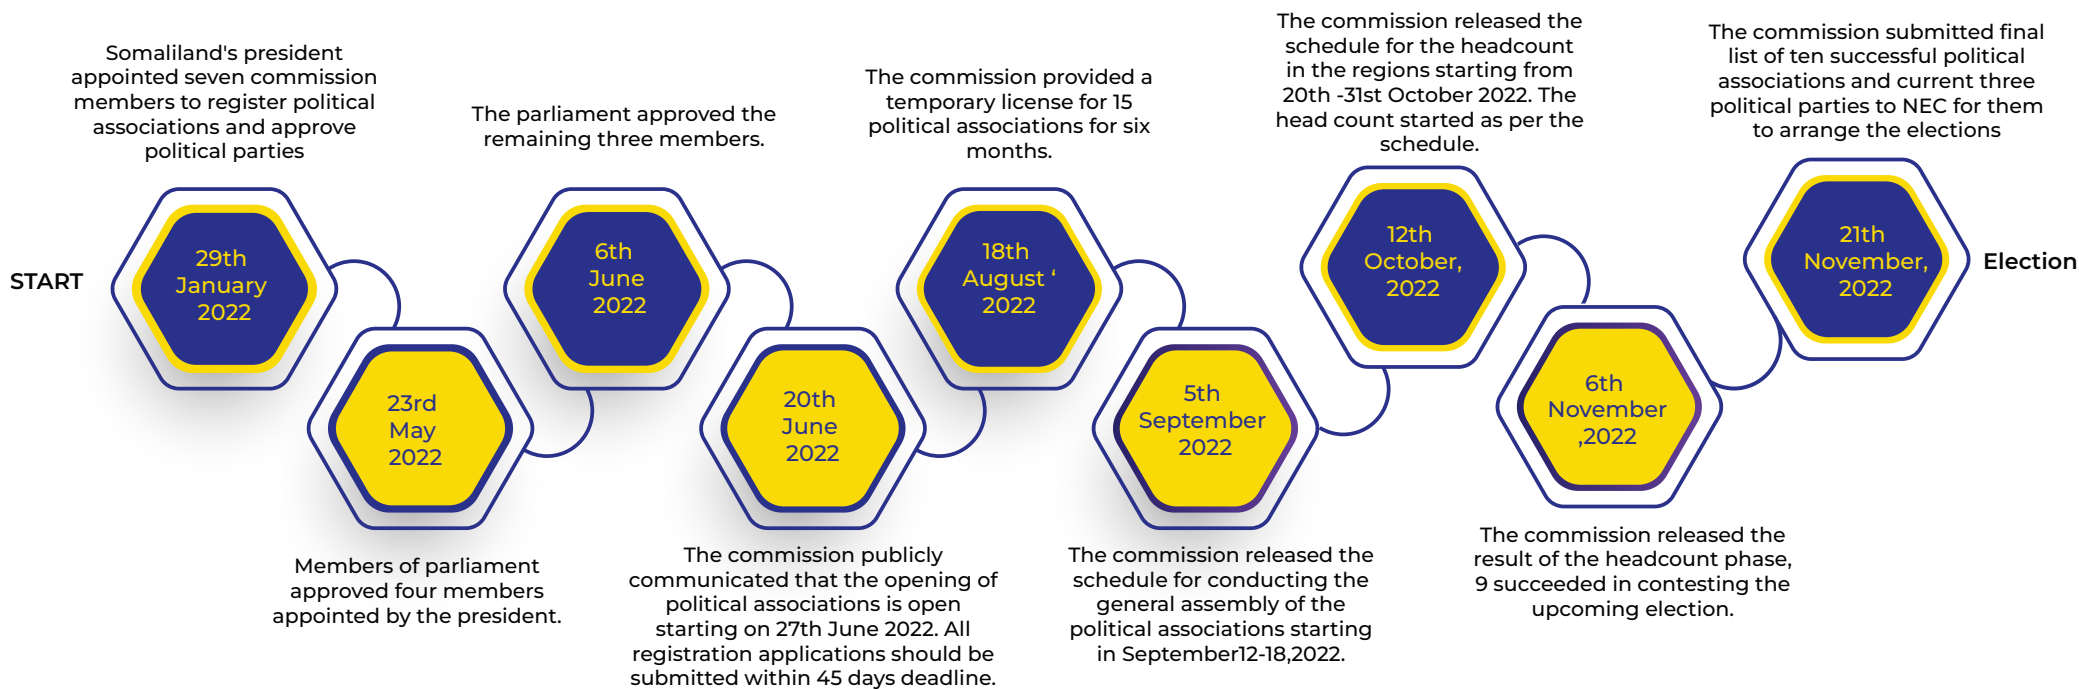 START
Somaliland's president
appointed seven commission
members to register political
associations and approve
political parties
29th
January
2022
23rd
May
2022
Members of parliament
approved four members
appointed by the president.
The parliament approved the
remaining three members.
6th
June
2022
20th
June
2022
The commission publicly
communicated that the opening of
political associations is open
starting on 27th June 2022. All
registration applications should be
submitted within 45 days deadline.
The commission provided a
temporary license for 15
political associations for six
months.
18th
August ‘
2022
5th
September
2022
The commission released the
schedule for conducting the
general assembly of the
political associations starting
in September12-18,2022.
The commission released the
schedule for the headcount
in the regions starting from
20th -31st October 2022. The
head count started as per the
schedule.
12th
October,
2022
6th
November
,2022
The commission released the
result of the headcount phase,
9 succeeded in contesting the
upcoming election.
The commission submitted final
list of ten successful political
associations and current three
political parties to NEC for them
to arrange the elections
21th
November,
2022
Election